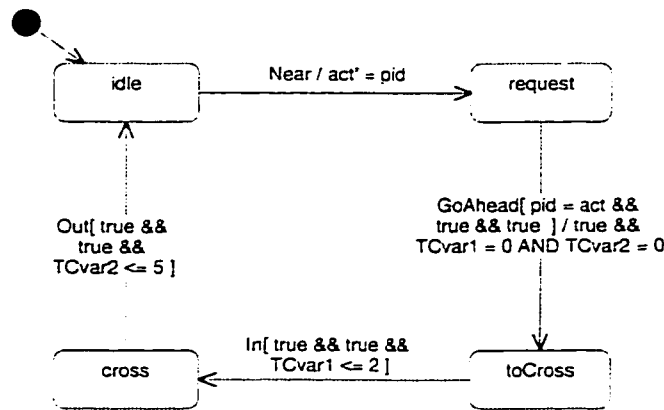 idle
Near / act' = pid
request
GoAhead[ pid = act &&
true && true ] / true &&
TCvar1 = 0 AND TCvar2 = 0
Out[ true &&
true &&
TCvar2 <= 5 ]
cross
In[ true && true &&
TCvar1 <= 2 ]
toCross